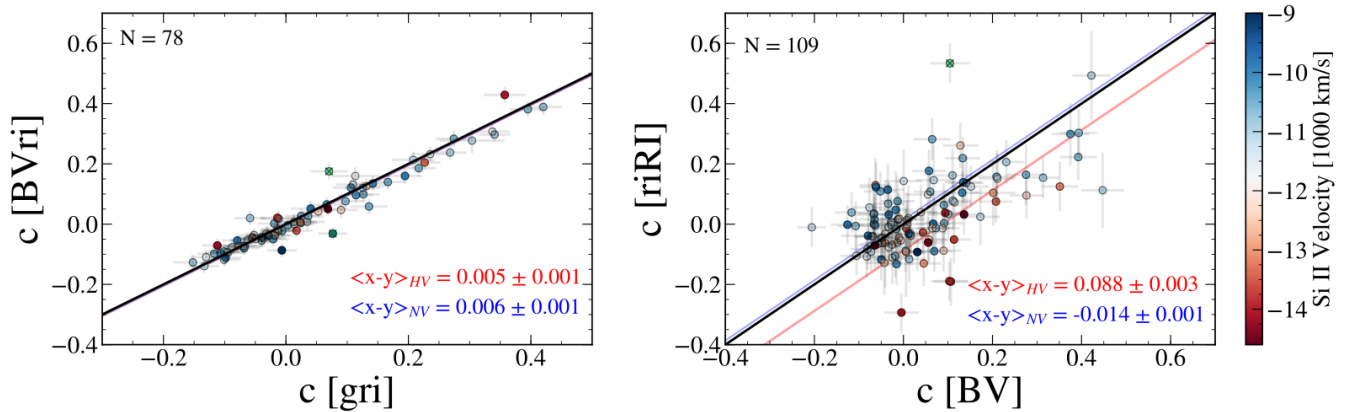 N = 78
c [BVri]
0.6
0.4
0.2
0.0
−0.2
−0.4
<x-y>HV = 0.005 ± 0.001
<x-y>NV = 0.006 ± 0.001
−0.2 0.0 0.2 0.4
c [gri]
N = 109
c [riRI]
0.6
0.4
0.2
0.0
−0.2
−0.4
<x-y>HV = 0.088 ± 0.003
<x-y>NV = -0.014 ± 0.001
−0.4 −0.2 0.0 0.2 0.4 0.6
c [BV]
−9
−10
−11
−12
−13
−14
Si II Velocity [1000 km/s]